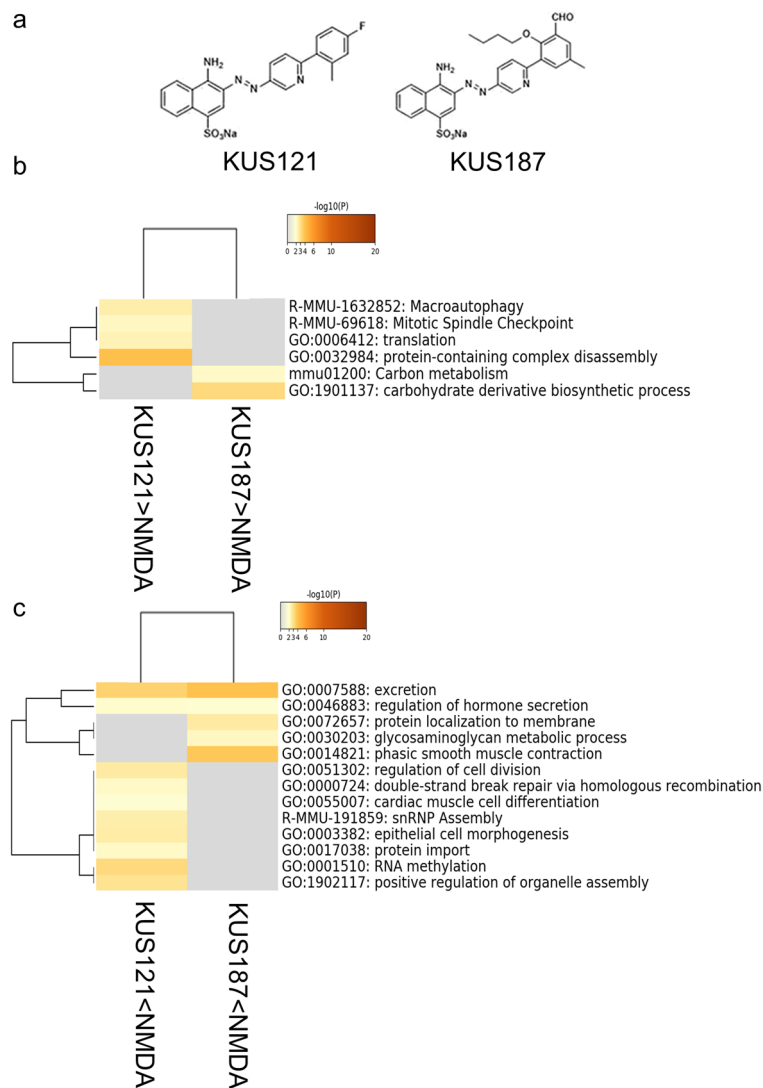 a
F
NH₂
N
N
N
SO₃Na
KUS121
CHO
O
NH₂
N
N
N
SO₃Na
KUS187
b
-log10(P)
0 2 3 4 6 10 20
R-MMU-1632852: Macroautophagy
R-MMU-69618: Mitotic Spindle Checkpoint
GO:0006412: translation
GO:0032984: protein-containing complex disassembly
mmu01200: Carbon metabolism
GO:1901137: carbohydrate derivative biosynthetic process
KUS121>NMDA
KUS187>NMDA
c
-log10(P)
0 2 3 4 6 10 20
GO:0007588: excretion
GO:0046883: regulation of hormone secretion
GO:0072657: protein localization to membrane
GO:0030203: glycosaminoglycan metabolic process
GO:0014821: phasic smooth muscle contraction
GO:0051302: regulation of cell division
GO:0000724: double-strand break repair via homologous recombination
GO:0055007: cardiac muscle cell differentiation
R-MMU-191859: snRNP Assembly
GO:0003382: epithelial cell morphogenesis
GO:0017038: protein import
GO:0001510: RNA methylation
GO:1902117: positive regulation of organelle assembly
KUS121<NMDA
KUS187<NMDA